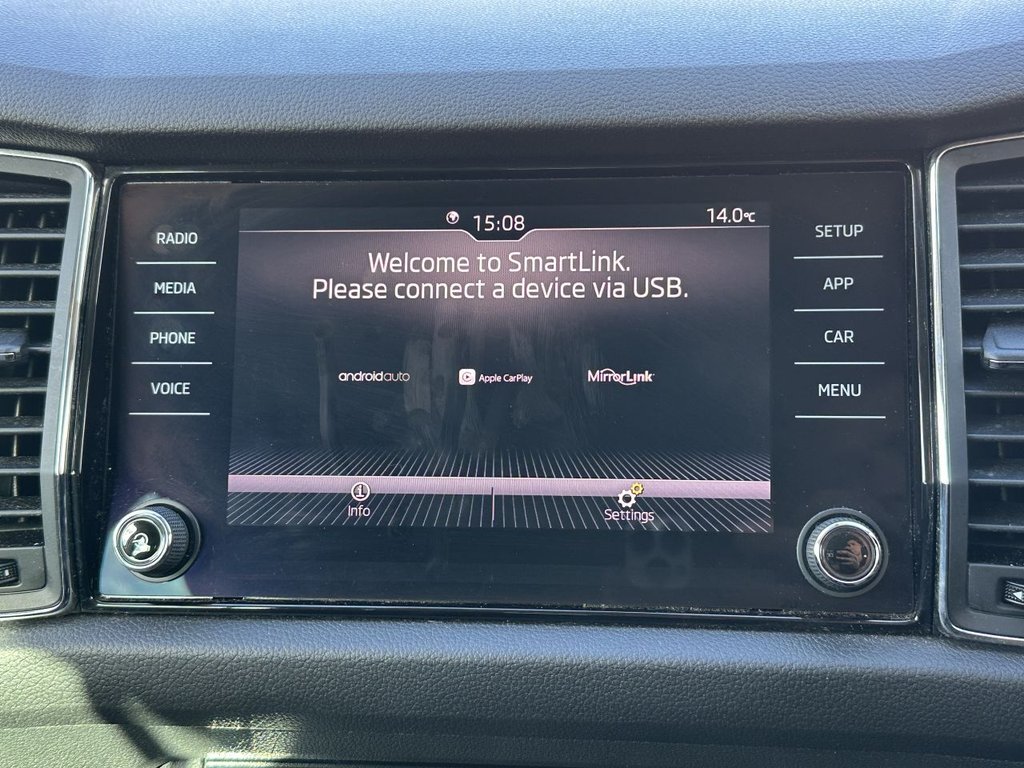 15:08
14.0°C
Welcome to SmartLink.
Please connect a device via USB.
androidauto
Apple CarPlay
MirrorLink
Info
Settings
RADIO
MEDIA
PHONE
VOICE
SETUP
APP
CAR
MENU